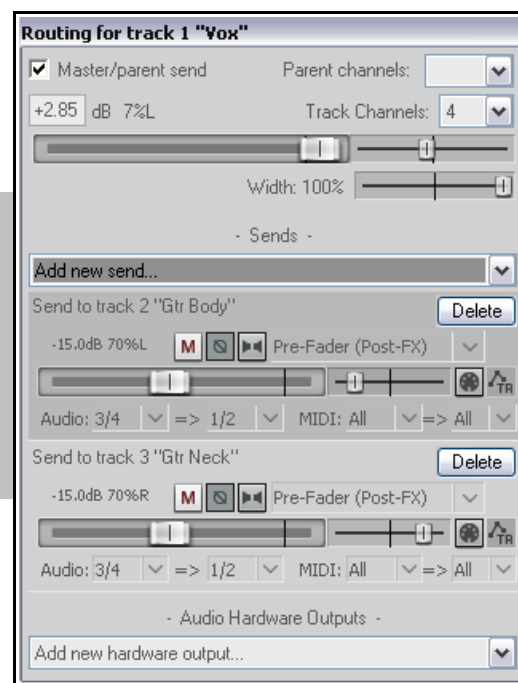 Routing for track 1 "Vox"
Master/parent send Parent channels:
+2.85 dB 7%L Track Channels: 4
Width: 100%
- Sends -
Add new send...
Send to track 2 "Gtr Body" Delete
-15.0dB 70%L M Pre-Fader (Post-FX)
TR
Audio: 3/4 => 1/2 MIDI: All => All
Send to track 3 "Gtr Neck" Delete
-15.0dB 70%R M Pre-Fader (Post-FX)
TR
Audio: 3/4 => 1/2 MIDI: All => All
- Audio Hardware Outputs -
Add new hardware output...